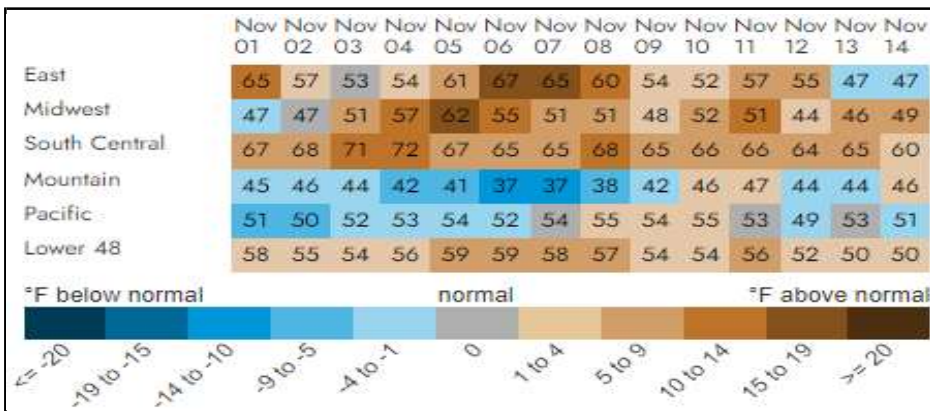 Nov Nov Nov Nov Nov Nov Nov Nov Nov Nov Nov Nov Nov Nov
01 02 03 04 05 06 07 08 09 10 11 12 13 14
East 65 57 53 54 61 67 65 60 54 52 57 55 47 47
Midwest 47 47 51 57 62 55 51 51 48 52 51 44 46 49
South Central 67 68 71 72 67 65 65 68 65 66 66 64 65 60
Mountain 45 46 44 42 41 37 37 38 42 46 47 44 44 46
Pacific 51 50 52 53 54 52 54 55 54 55 53 49 53 51
Lower 48 58 55 54 56 59 59 58 57 54 54 56 52 50 50
°F below normal normal °F above normal
<= -20 -19 to -15 -14 to -10 -9 to -5 -4 to -1 0 1 to 4 5 to 9 10 to 14 15 to 19 >= 20